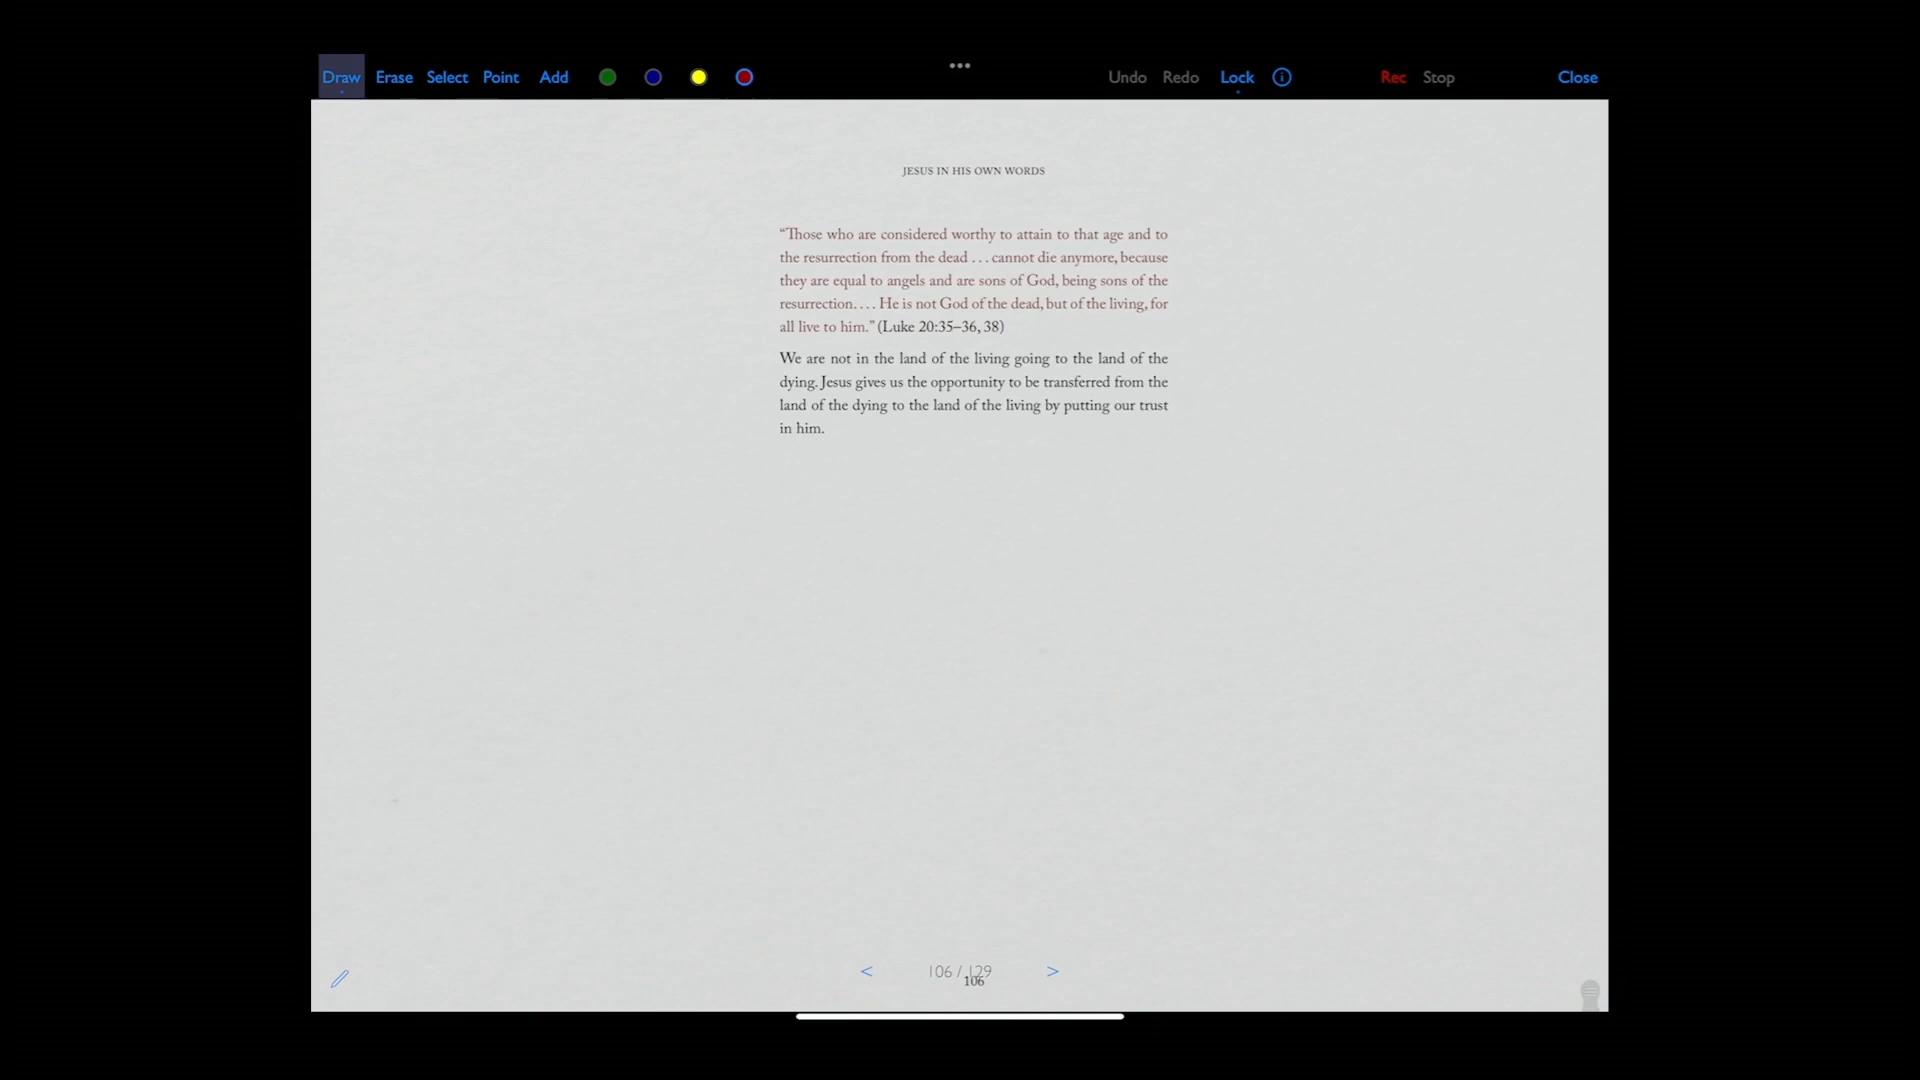 Draw Erase Select Point Add Undo Redo Lock Rec Stop Close
JESUS IN HIS OWN WORDS
“Those who are considered worthy to attain to that age and to
the resurrection from the dead . . . cannot die anymore, because
they are equal to angels and are sons of God, being sons of the
resurrection. . . . He is not God of the dead, but of the living, for
all live to him.” (Luke 20:35–36, 38)
We are not in the land of the living going to the land of the
dying. Jesus gives us the opportunity to be transferred from the
land of the dying to the land of the living by putting our trust
in him.
< 106 / 129 >
106